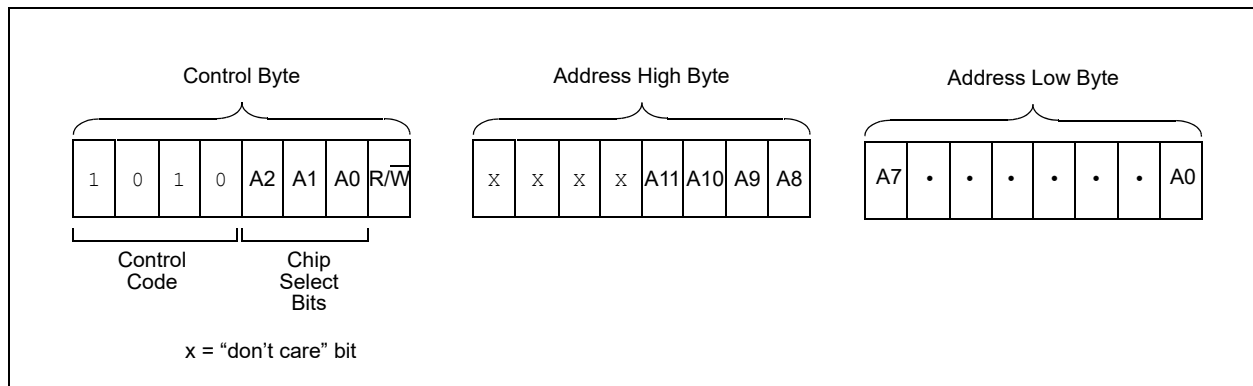 Control Byte Address High Byte Address Low Byte
1 0 1 0 A2 A1 A0 R/W̅ X X X X A11 A10 A9 A8 A7 • • • • • • A0
Control Code
Chip Select Bits
x = “don’t care” bit